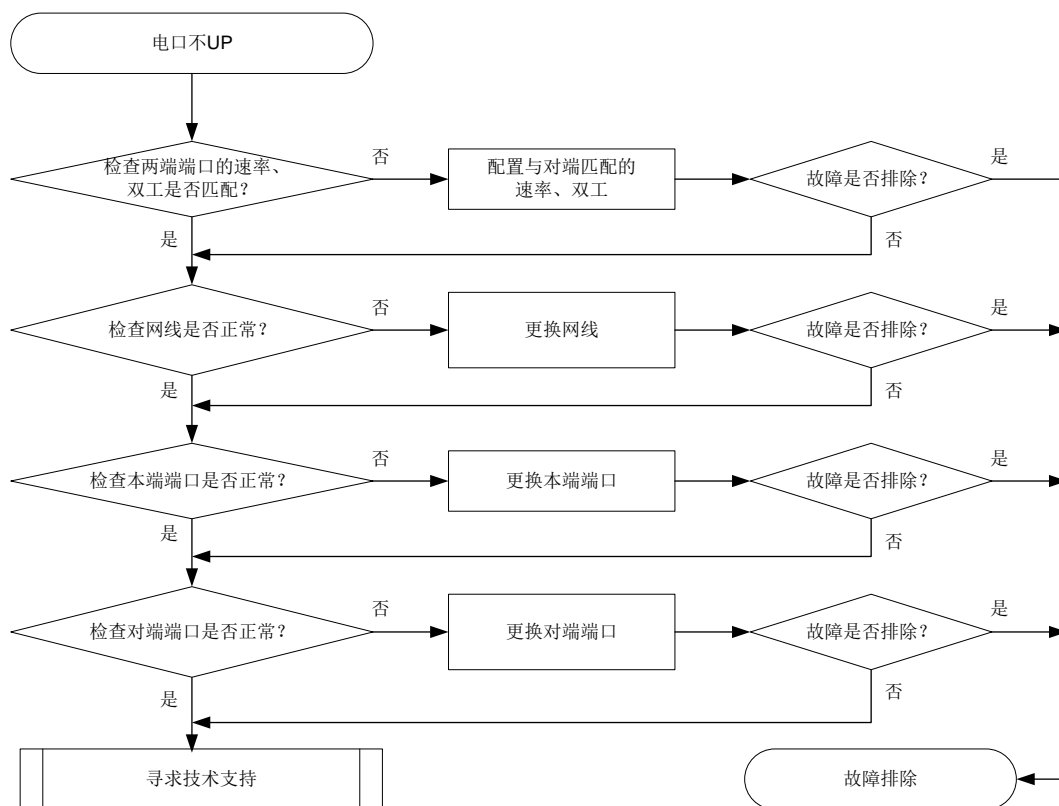 电口不UP
检查两端端口的速率、
双工是否匹配？
否
配置与对端匹配的
速率、双工
故障是否排除？
是
是
否
检查网线是否正常？
否
更换网线
故障是否排除？
是
是
否
检查本端端口是否正常？
否
更换本端端口
故障是否排除？
是
是
否
检查对端端口是否正常？
否
更换对端端口
故障是否排除？
是
是
否
寻求技术支持
故障排除